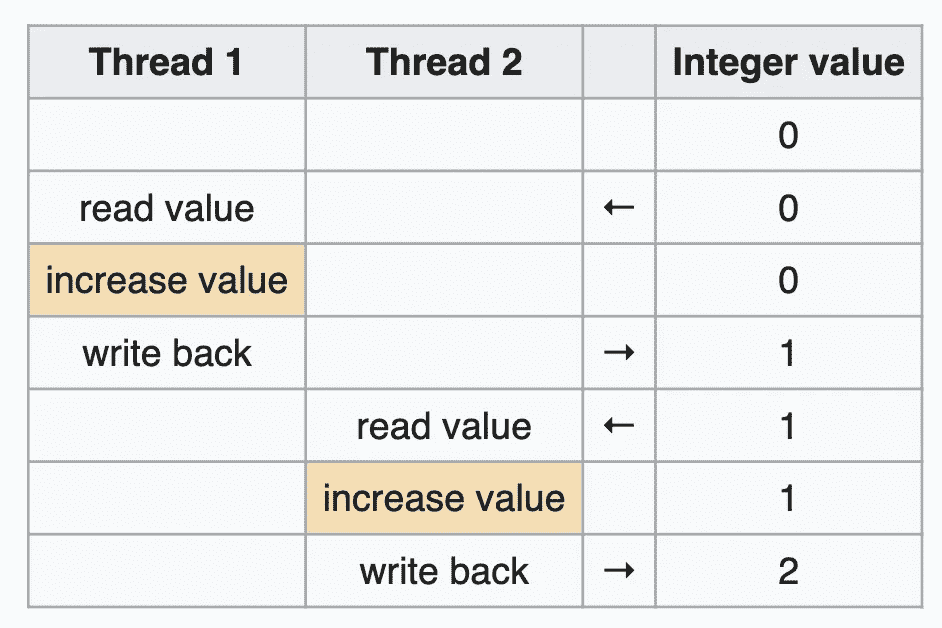 Thread 1 Thread 2 Integer value
0
read value ← 0
increase value 0
write back → 1
read value ← 1
increase value 1
write back → 2